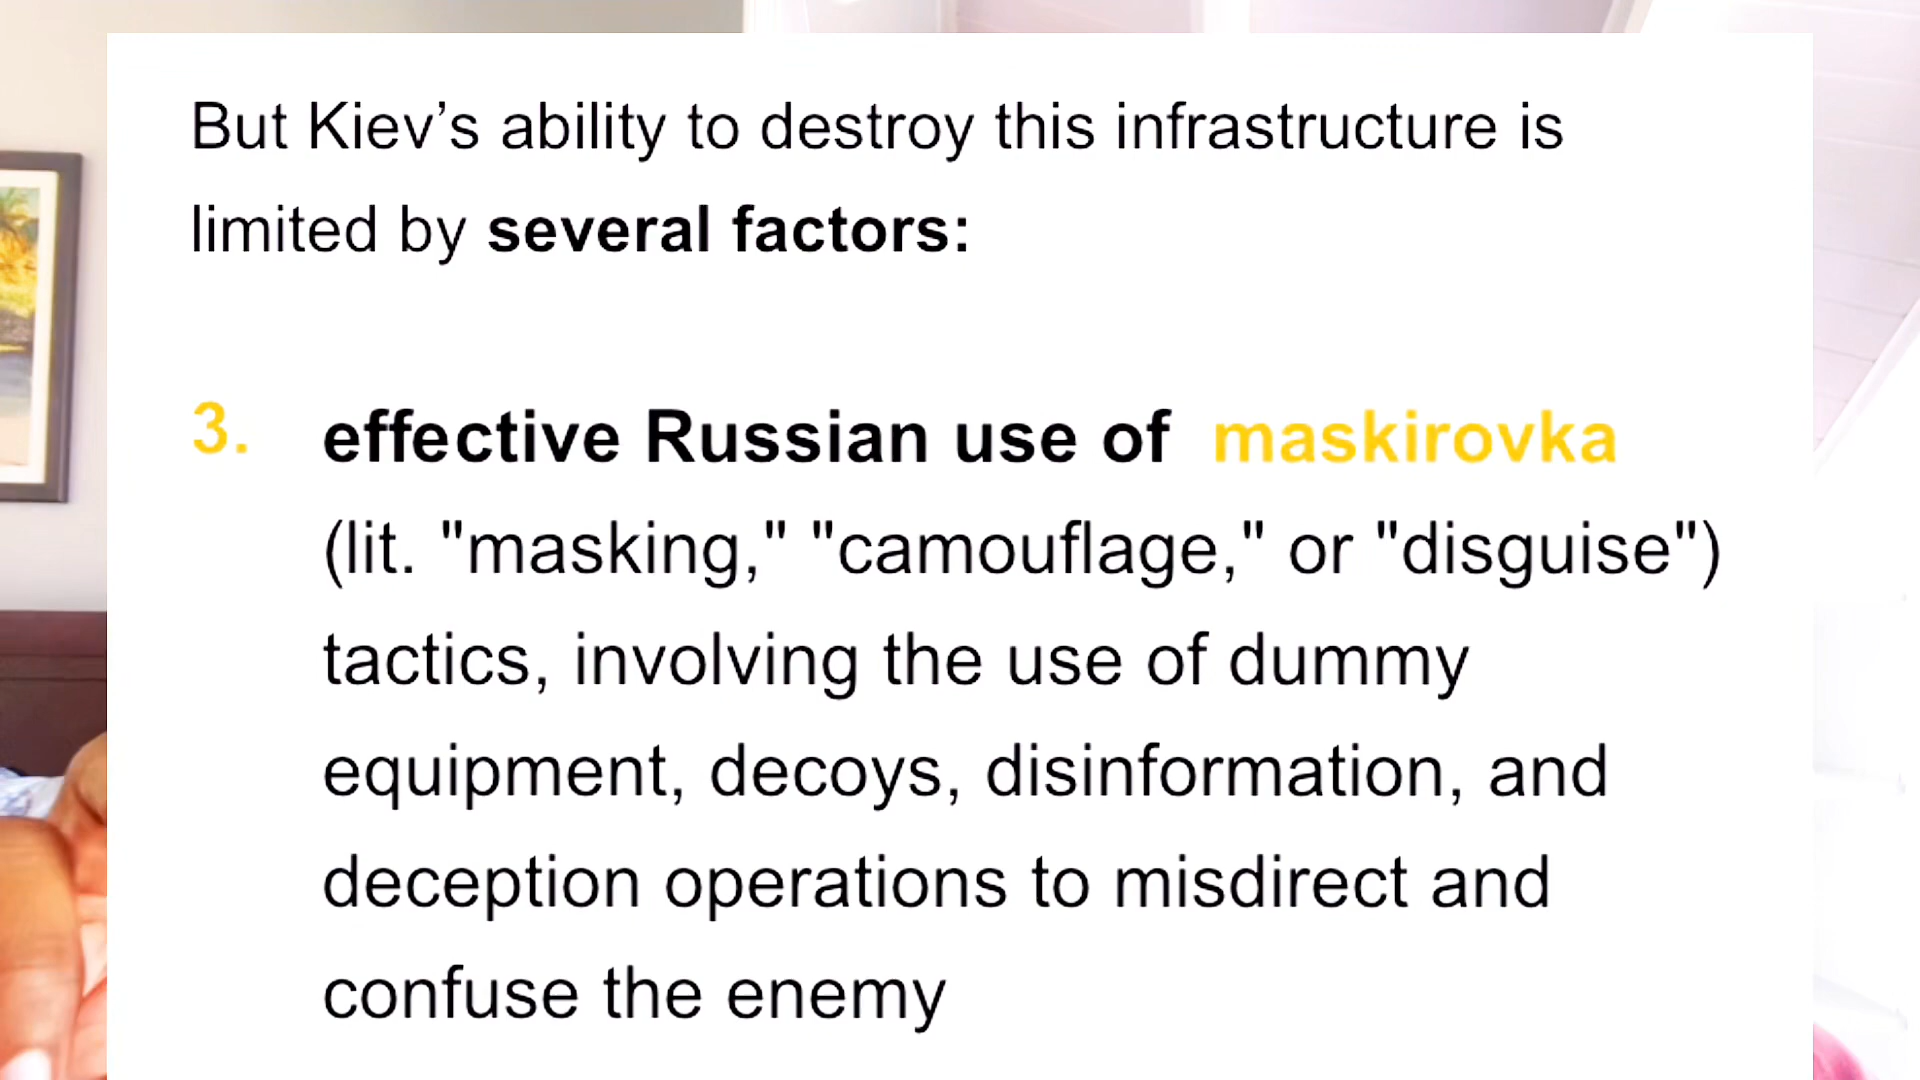 But Kiev’s ability to destroy this infrastructure is
limited by several factors:
3. effective Russian use of maskirovka
(lit. "masking," "camouflage," or "disguise")
tactics, involving the use of dummy
equipment, decoys, disinformation, and
deception operations to misdirect and
confuse the enemy